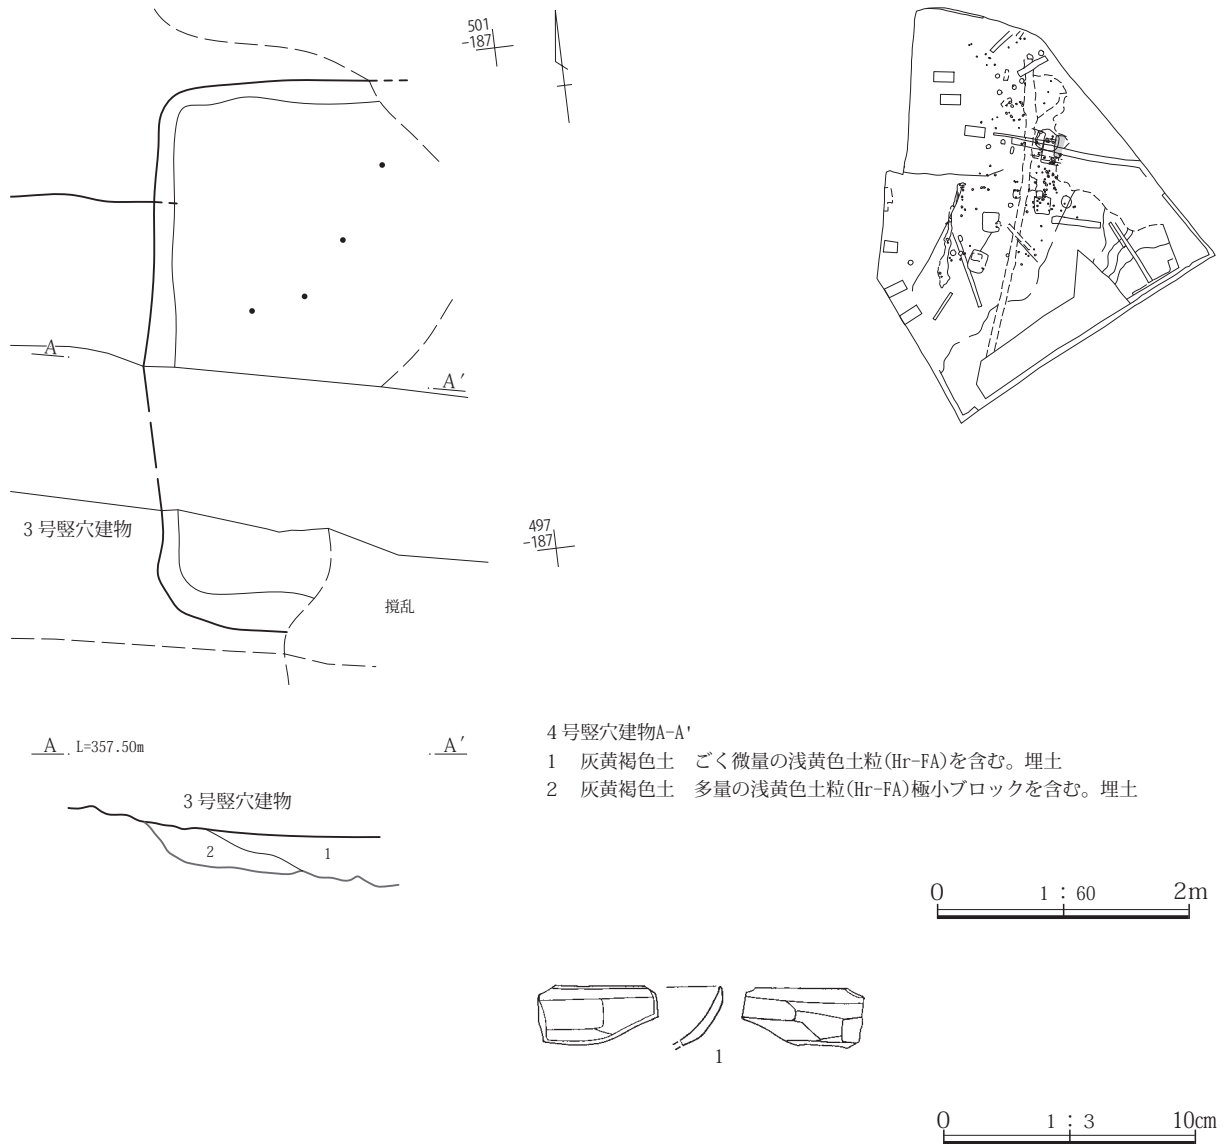 501
-187
A
A′
3号竪穴建物
497
-187
撹乱
A L=357.50m A′
3号竪穴建物
2 1
4号竪穴建物A-A'
1 灰黄褐色土 ごく微量の浅黄色土粒(Hr-FA)を含む。埋土
2 灰黄褐色土 多量の浅黄色土粒(Hr-FA)極小ブロックを含む。埋土
0 1：60 2m
1
0 1：3 10cm